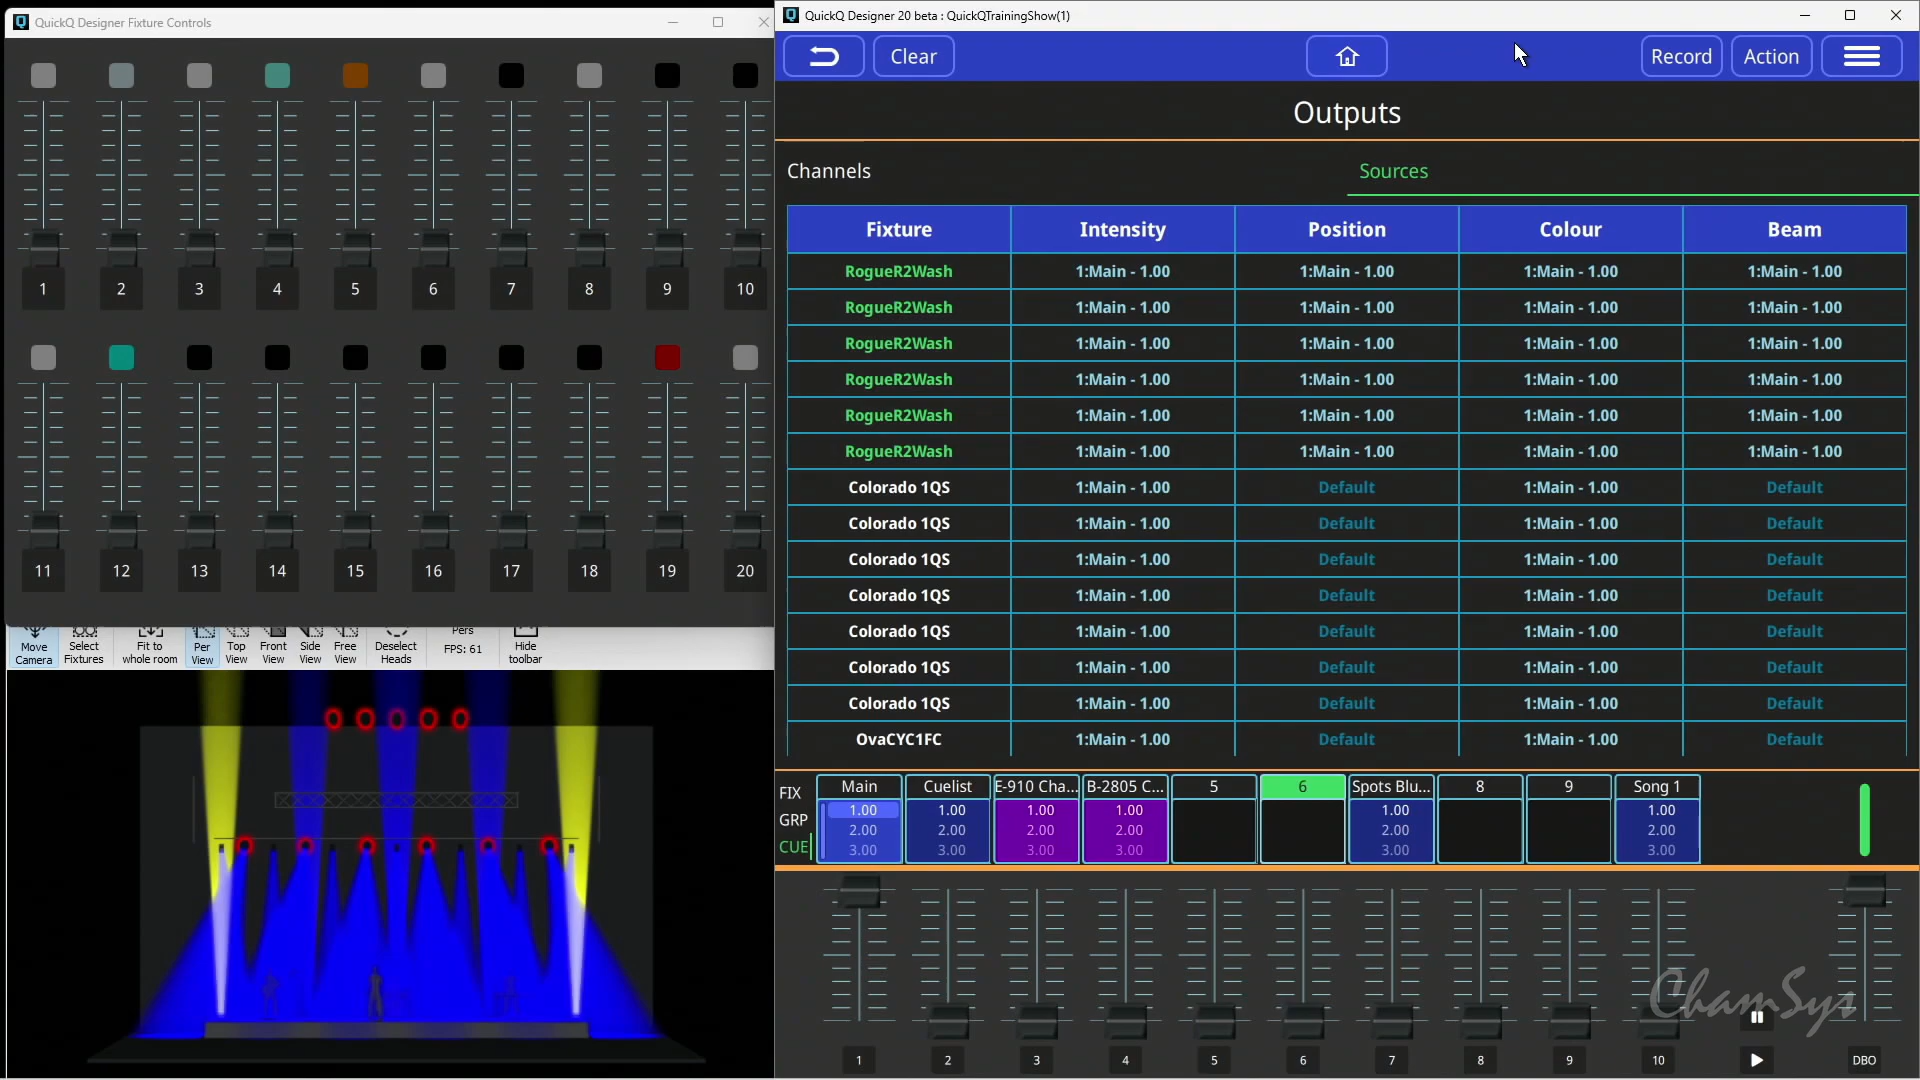 QuickQ Designer Fixture Controls
1 2 3 4 5 6 7 8 9 10
11 12 13 14 15 16 17 18 19 20
Move Camera
Select Fixtures
Fit to whole room
Per View
Top View
Front View
Side View
Free View
Deselect Heads
Pers
FPS: 61
Hide toolbar
QuickQ Designer 20 beta : QuickQTrainingShow(1)
Clear Record Action
Outputs
Channels Sources
Fixture Intensity Position Colour Beam
RogueR2Wash 1:Main - 1.00 1:Main - 1.00 1:Main - 1.00 1:Main - 1.00
RogueR2Wash 1:Main - 1.00 1:Main - 1.00 1:Main - 1.00 1:Main - 1.00
RogueR2Wash 1:Main - 1.00 1:Main - 1.00 1:Main - 1.00 1:Main - 1.00
RogueR2Wash 1:Main - 1.00 1:Main - 1.00 1:Main - 1.00 1:Main - 1.00
RogueR2Wash 1:Main - 1.00 1:Main - 1.00 1:Main - 1.00 1:Main - 1.00
RogueR2Wash 1:Main - 1.00 1:Main - 1.00 1:Main - 1.00 1:Main - 1.00
Colorado 1QS 1:Main - 1.00 Default 1:Main - 1.00 Default
Colorado 1QS 1:Main - 1.00 Default 1:Main - 1.00 Default
Colorado 1QS 1:Main - 1.00 Default 1:Main - 1.00 Default
Colorado 1QS 1:Main - 1.00 Default 1:Main - 1.00 Default
Colorado 1QS 1:Main - 1.00 Default 1:Main - 1.00 Default
Colorado 1QS 1:Main - 1.00 Default 1:Main - 1.00 Default
Colorado 1QS 1:Main - 1.00 Default 1:Main - 1.00 Default
OvaCYC1FC 1:Main - 1.00 Default 1:Main - 1.00 Default
FIX Main Cuelist E-910 Cha... B-2805 C... 5 6 Spots Blu... 8 9 Song 1
1.00 1.00 1.00 1.00 1.00 1.00
GRP 2.00 2.00 2.00 2.00 2.00 2.00
CUE 3.00 3.00 3.00 3.00 3.00 3.00
ChamSys
1 2 3 4 5 6 7 8 9 10 DBO